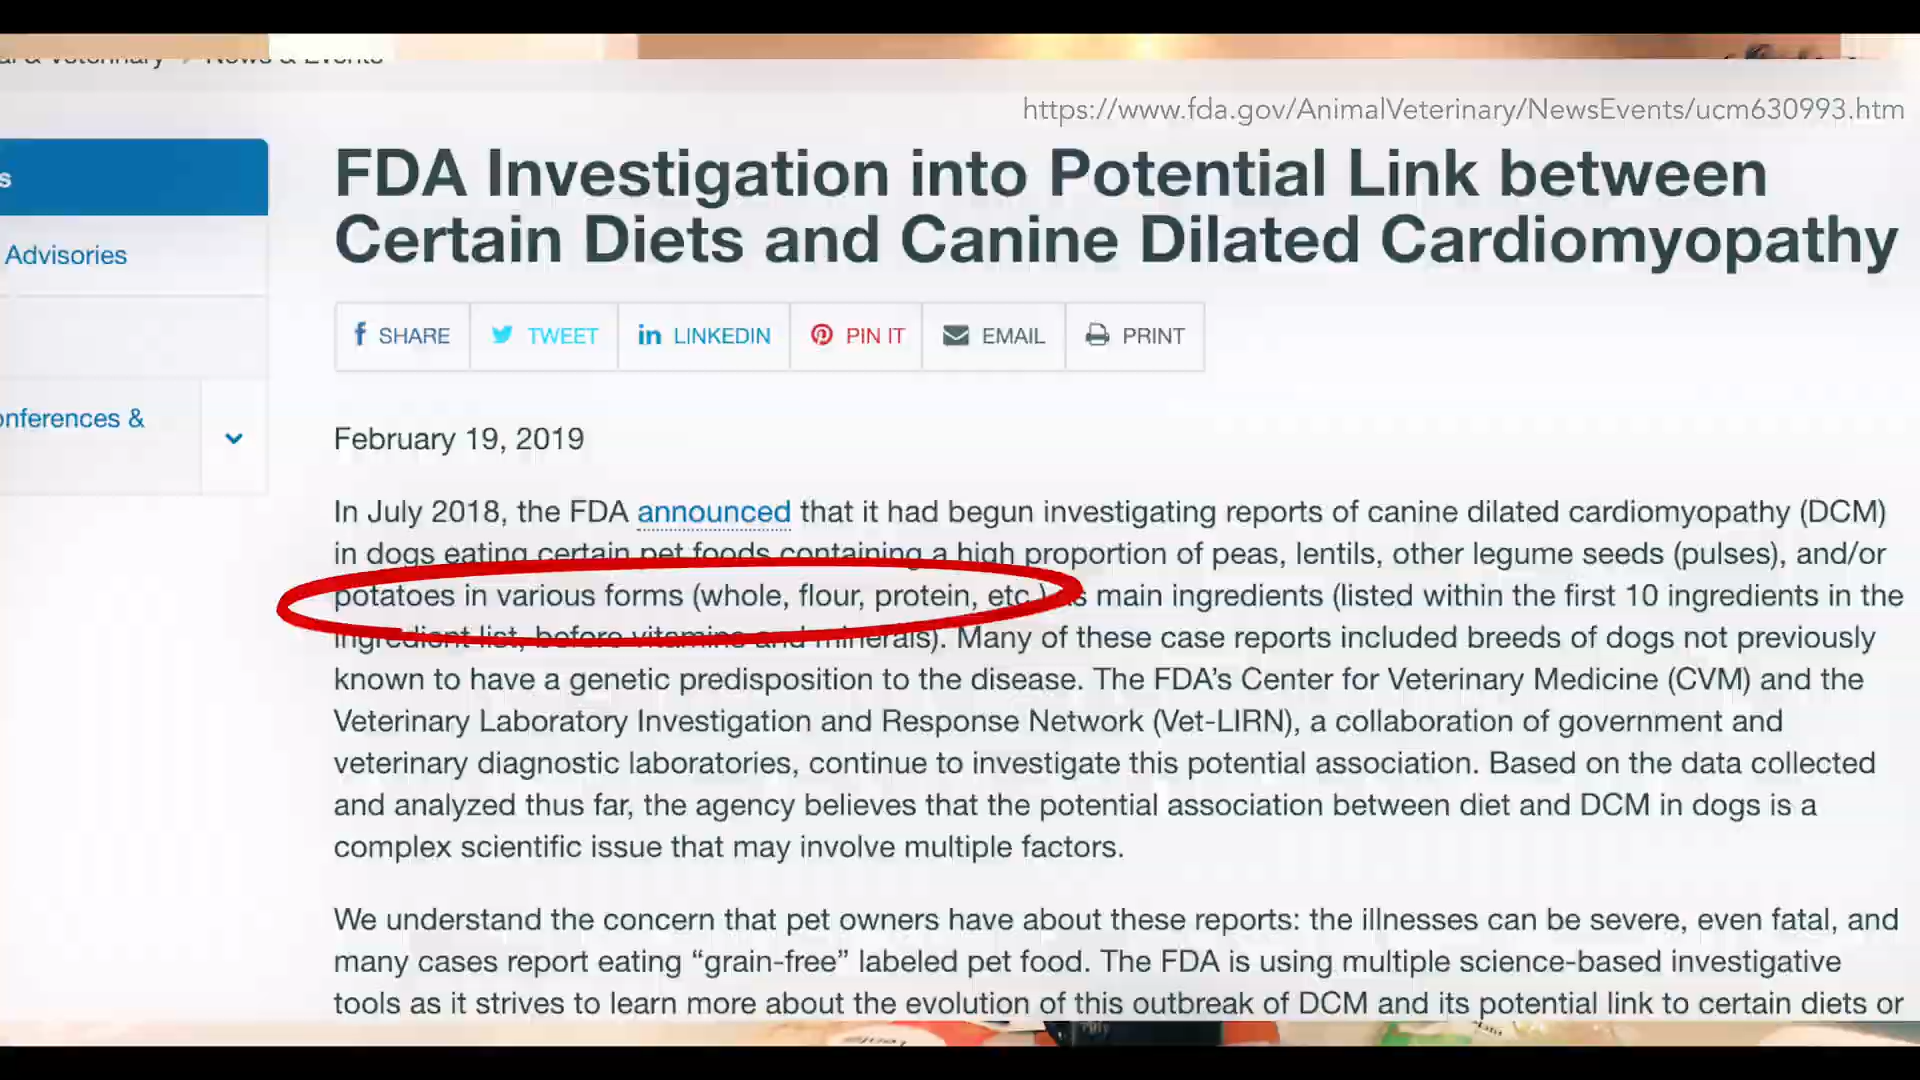 al & Veterinary > News & Events
https://www.fda.gov/AnimalVeterinary/NewsEvents/ucm630993.htm
s
Advisories
onferences &
FDA Investigation into Potential Link between
Certain Diets and Canine Dilated Cardiomyopathy
SHARE TWEET LINKEDIN PIN IT EMAIL PRINT
February 19, 2019
In July 2018, the FDA announced that it had begun investigating reports of canine dilated cardiomyopathy (DCM)
in dogs eating certain pet foods containing a high proportion of peas, lentils, other legume seeds (pulses), and/or
potatoes in various forms (whole, flour, protein, etc.) as main ingredients (listed within the first 10 ingredients in the
ingredient list, before vitamins and minerals). Many of these case reports included breeds of dogs not previously
known to have a genetic predisposition to the disease. The FDA’s Center for Veterinary Medicine (CVM) and the
Veterinary Laboratory Investigation and Response Network (Vet-LIRN), a collaboration of government and
veterinary diagnostic laboratories, continue to investigate this potential association. Based on the data collected
and analyzed thus far, the agency believes that the potential association between diet and DCM in dogs is a
complex scientific issue that may involve multiple factors.
We understand the concern that pet owners have about these reports: the illnesses can be severe, even fatal, and
many cases report eating “grain-free” labeled pet food. The FDA is using multiple science-based investigative
tools as it strives to learn more about the evolution of this outbreak of DCM and its potential link to certain diets or